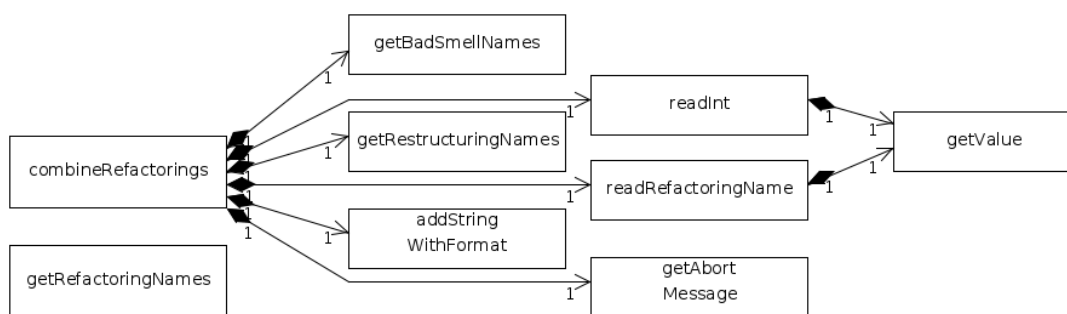 getBadSmellNames
1
readInt
1
1
1
getRestructuringNames
1
1
getValue
combineRefactorings
1
1
1
1
1
1
readRefactoringName
1
1
1
addString
WithFormat
1
getRefactoringNames
getAbort
Message
1